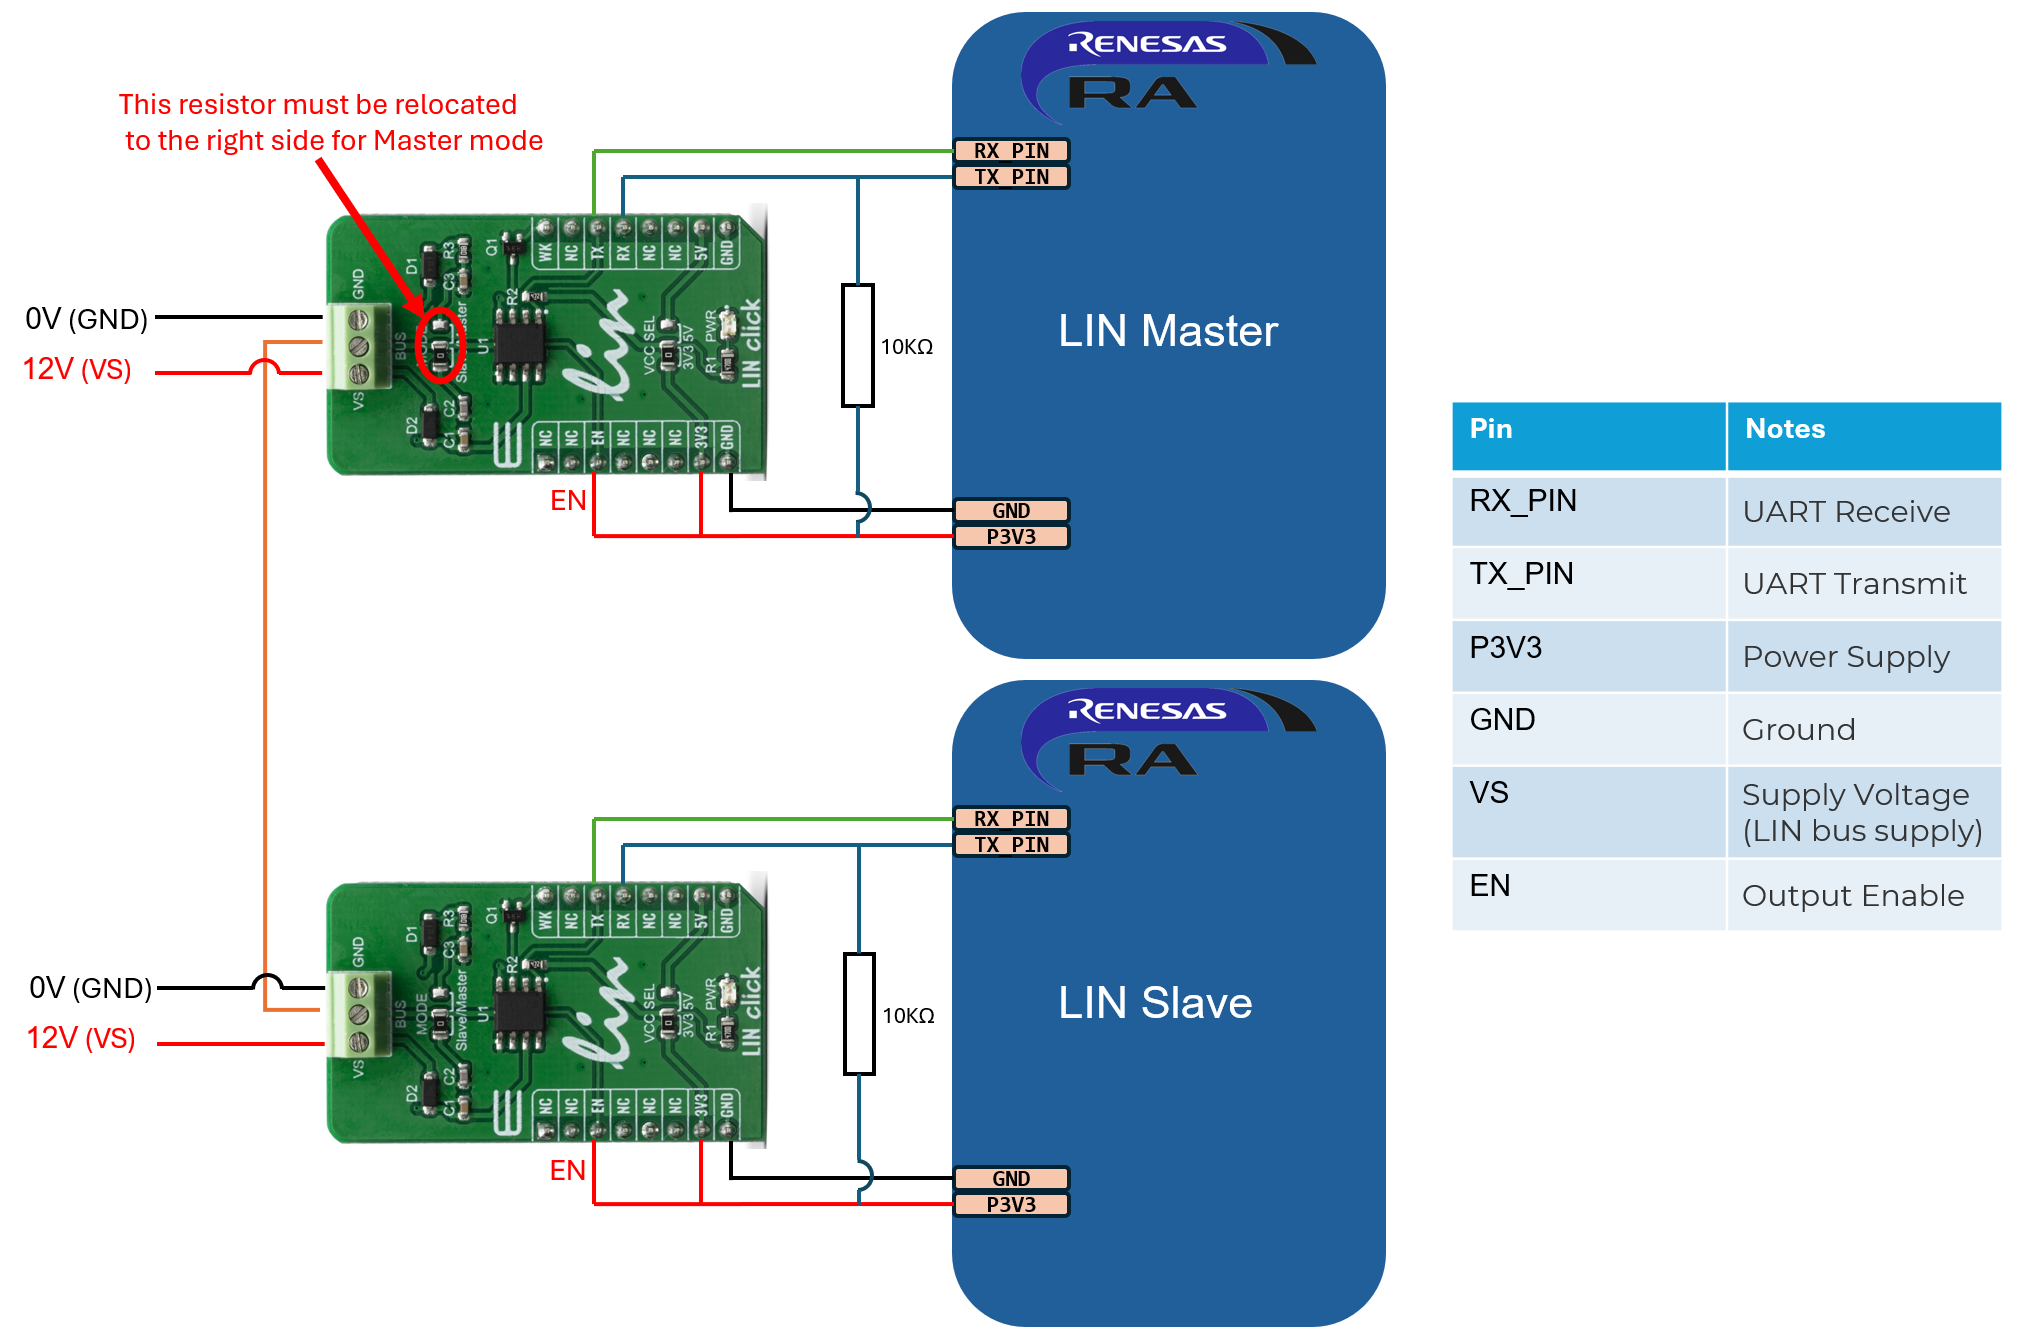 This resistor must be relocated
to the right side for Master mode
RENESAS
RA
RX_PIN
TX_PIN
WK NC TX RX NC NC 5V GND
GND
BUS
VS
D1
R3
C3
Q1
R2
U1
D2
C2
C1
VCC SEL
3V3 5V
PWR
R1
LIN click
lin
NC NC EN NC NC NC 3V3 GND
0V (GND)
12V (VS)
10KΩ
LIN Master
EN
GND
P3V3
RENESAS
RA
RX_PIN
TX_PIN
WK NC TX RX NC NC 5V GND
GND
BUS
VS
MODE
Slave/Master
D1
R3
C3
Q1
R2
U1
D2
C2
C1
VCC SEL
3V3 5V
PWR
R1
LIN click
lin
NC NC EN NC NC NC 3V3 GND
0V (GND)
12V (VS)
10KΩ
LIN Slave
EN
GND
P3V3
Pin Notes
RX_PIN UART Receive
TX_PIN UART Transmit
P3V3 Power Supply
GND Ground
VS Supply Voltage
(LIN bus supply)
EN Output Enable